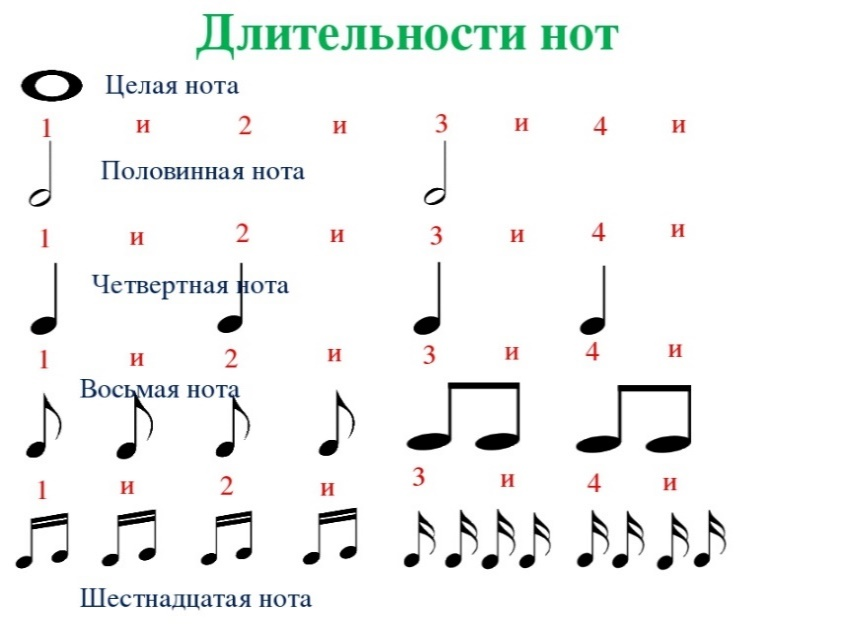 Длительности нот
Целая нота
1 и 2 и 3 и 4 и
Половинная нота
1 и 2 и 3 и 4 и
Четвертная нота
1 и 2 и 3 и 4 и
Восьмая нота
1 и 2 и 3 и 4 и
Шестнадцатая нота